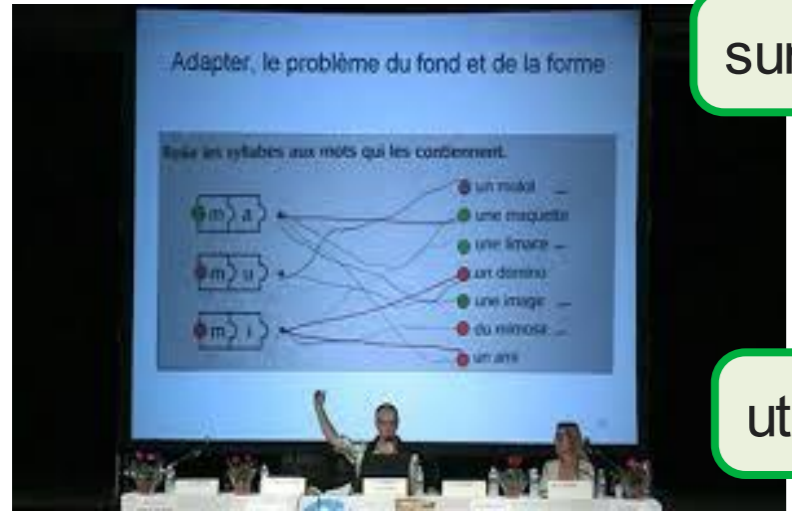 Adapter, le problème du fond et de la forme
Relie les syllabes aux mots qui les contiennent.
m a
m u
m i
un mulot
une maquette
une limace
un domino
une image
du mimosa
un ami
sur
ut